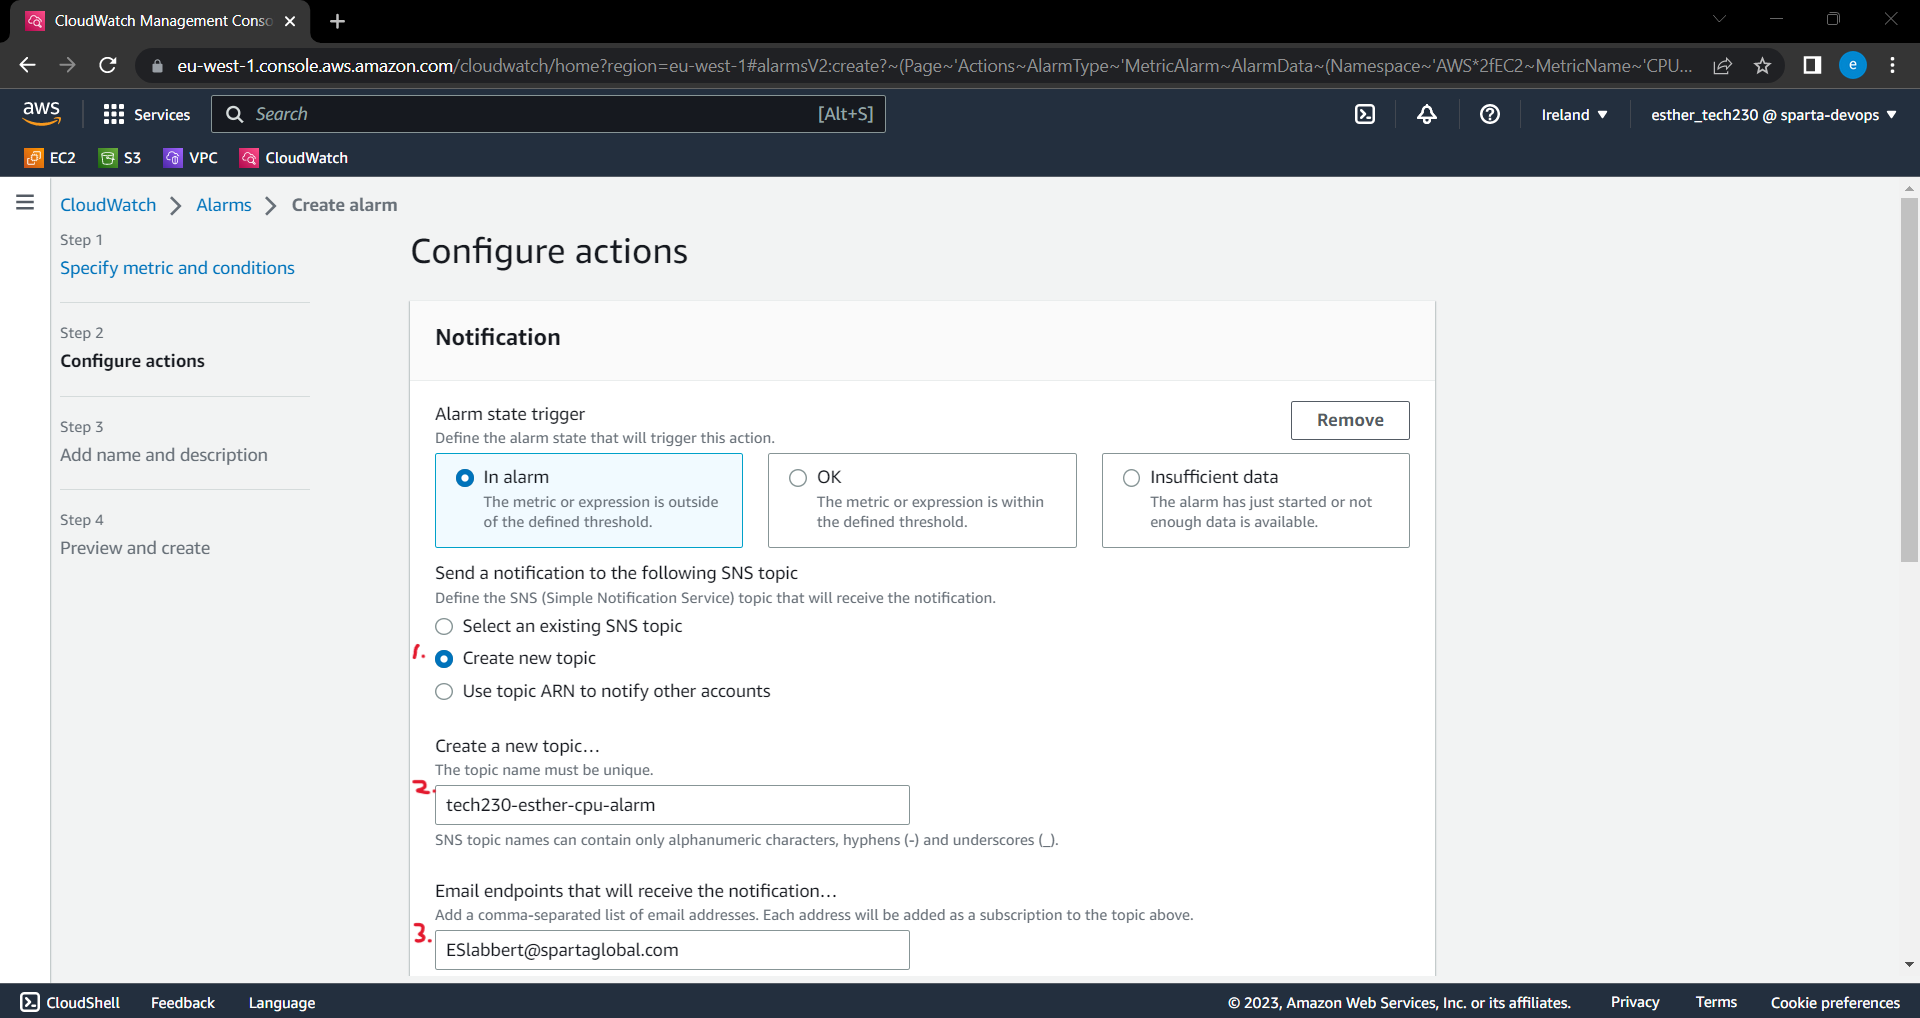 CloudWatch Management Conso
eu-west-1.console.aws.amazon.com/cloudwatch/home?region=eu-west-1#alarmsV2:create?~(Page~'Actions~AlarmType~'MetricAlarm~AlarmData~(Namespace~'AWS*2fEC2~MetricName~'CPU...
e
aws
Services
Search
[Alt+S]
Ireland
esther_tech230 @ sparta-devops
EC2
S3
VPC
CloudWatch
CloudWatch
Alarms
Create alarm
Step 1
Specify metric and conditions
Step 2
Configure actions
Step 3
Add name and description
Step 4
Preview and create
Configure actions
Notification
Alarm state trigger
Define the alarm state that will trigger this action.
Remove
In alarm
The metric or expression is outside
of the defined threshold.
OK
The metric or expression is within
the defined threshold.
Insufficient data
The alarm has just started or not
enough data is available.
Send a notification to the following SNS topic
Define the SNS (Simple Notification Service) topic that will receive the notification.
Select an existing SNS topic
1.
Create new topic
Use topic ARN to notify other accounts
Create a new topic...
The topic name must be unique.
2.
tech230-esther-cpu-alarm
SNS topic names can contain only alphanumeric characters, hyphens (-) and underscores (_).
Email endpoints that will receive the notification...
Add a comma-separated list of email addresses. Each address will be added as a subscription to the topic above.
3.
ESlabbert@spartaglobal.com
CloudShell
Feedback
Language
© 2023, Amazon Web Services, Inc. or its affiliates.
Privacy
Terms
Cookie preferences